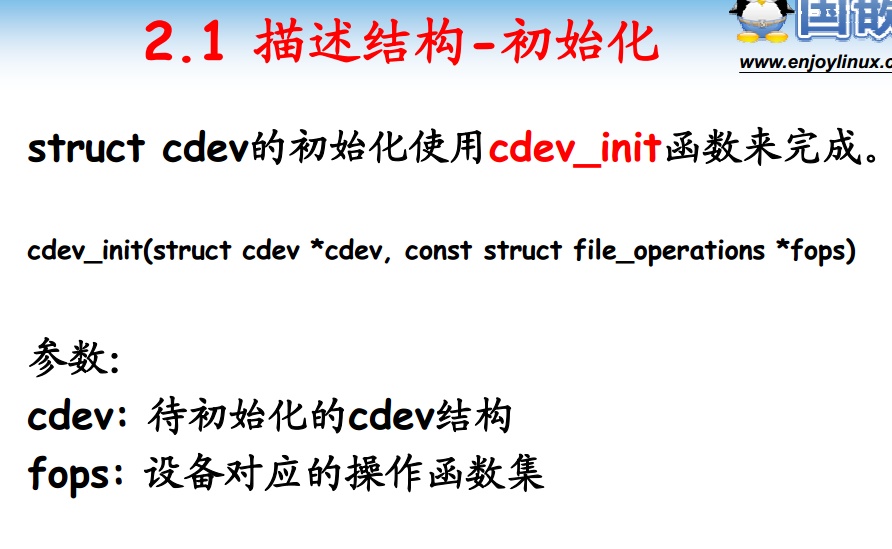 2.1 描述结构-初始化
国嵌
www.enjoylinux.c
struct cdev的初始化使用cdev_init函数来完成。
cdev_init(struct cdev *cdev, const struct file_operations *fops)
参数:
cdev: 待初始化的cdev结构
fops: 设备对应的操作函数集